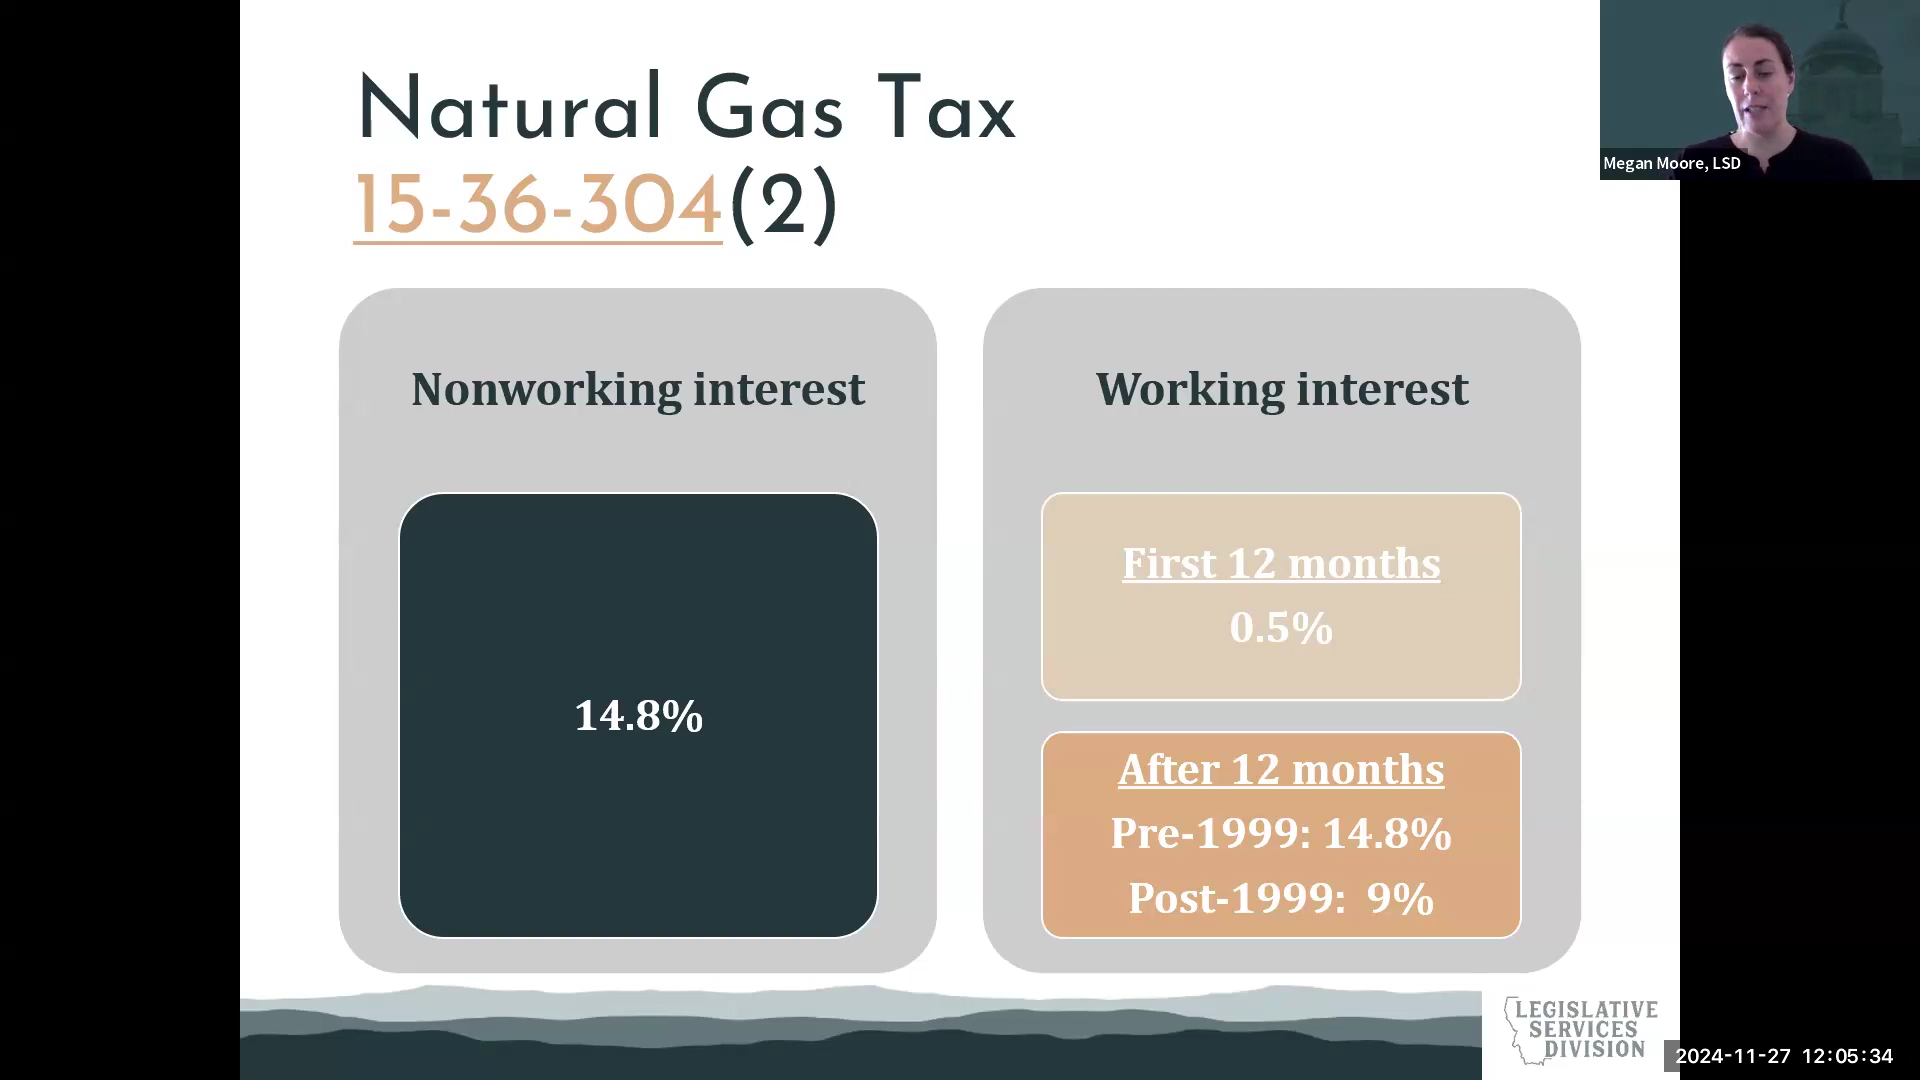 Natural Gas Tax
15-36-304(2)
Megan Moore, LSD
Nonworking interest
14.8%
Working interest
First 12 months
0.5%
After 12 months
Pre-1999: 14.8%
Post-1999: 9%
LEGISLATIVE
SERVICES
DIVISION
2024-11-27 12:05:34